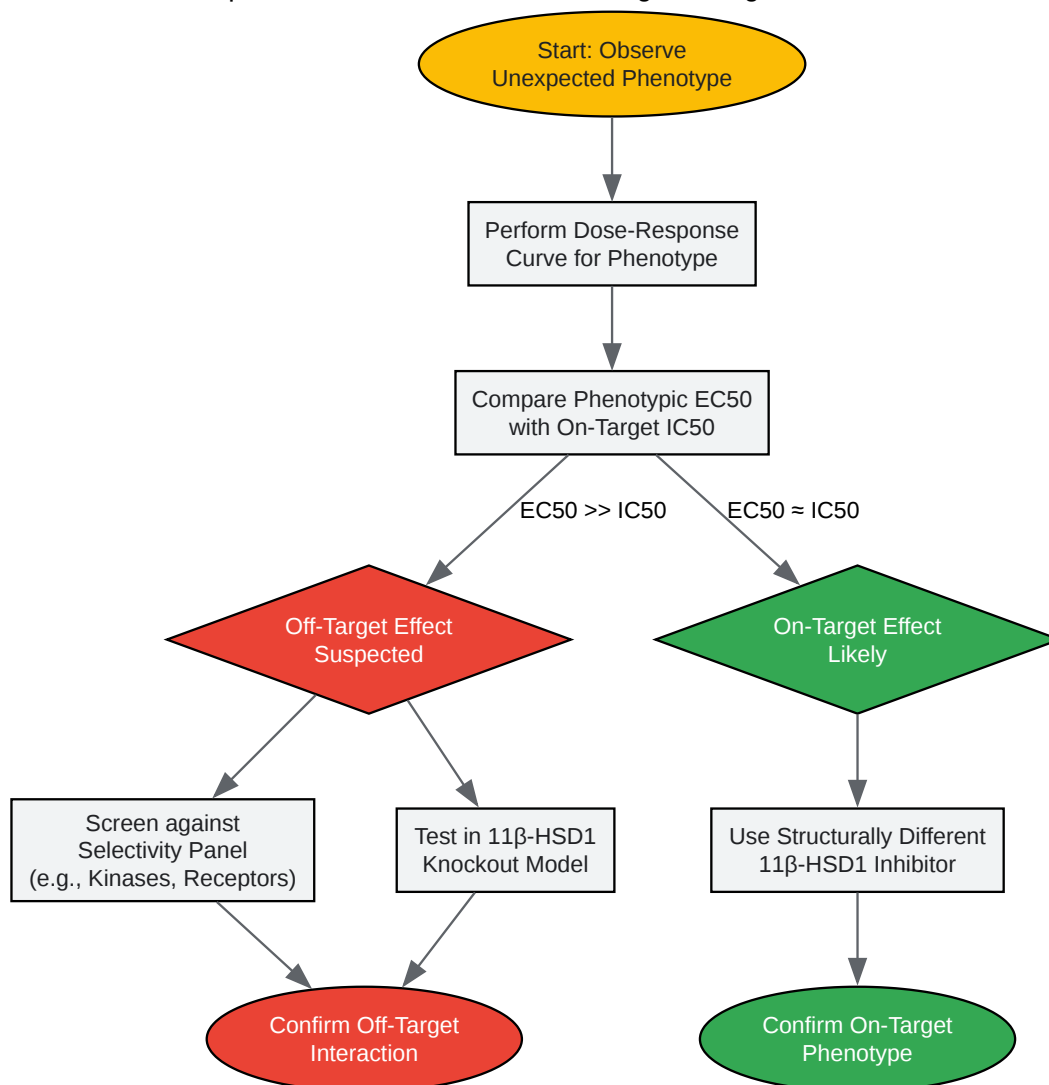 Start: Observe
Unexpected Phenotype
Perform Dose-Response
Curve for Phenotype
Compare Phenotypic EC50
with On-Target IC50
EC50 >> IC50
EC50 ≈ IC50
Off-Target Effect
Suspected
On-Target Effect
Likely
Screen against
Selectivity Panel
(e.g., Kinases, Receptors)
Test in 11β-HSD1
Knockout Model
Use Structurally Different
11β-HSD1 Inhibitor
Confirm Off-Target
Interaction
Confirm On-Target
Phenotype